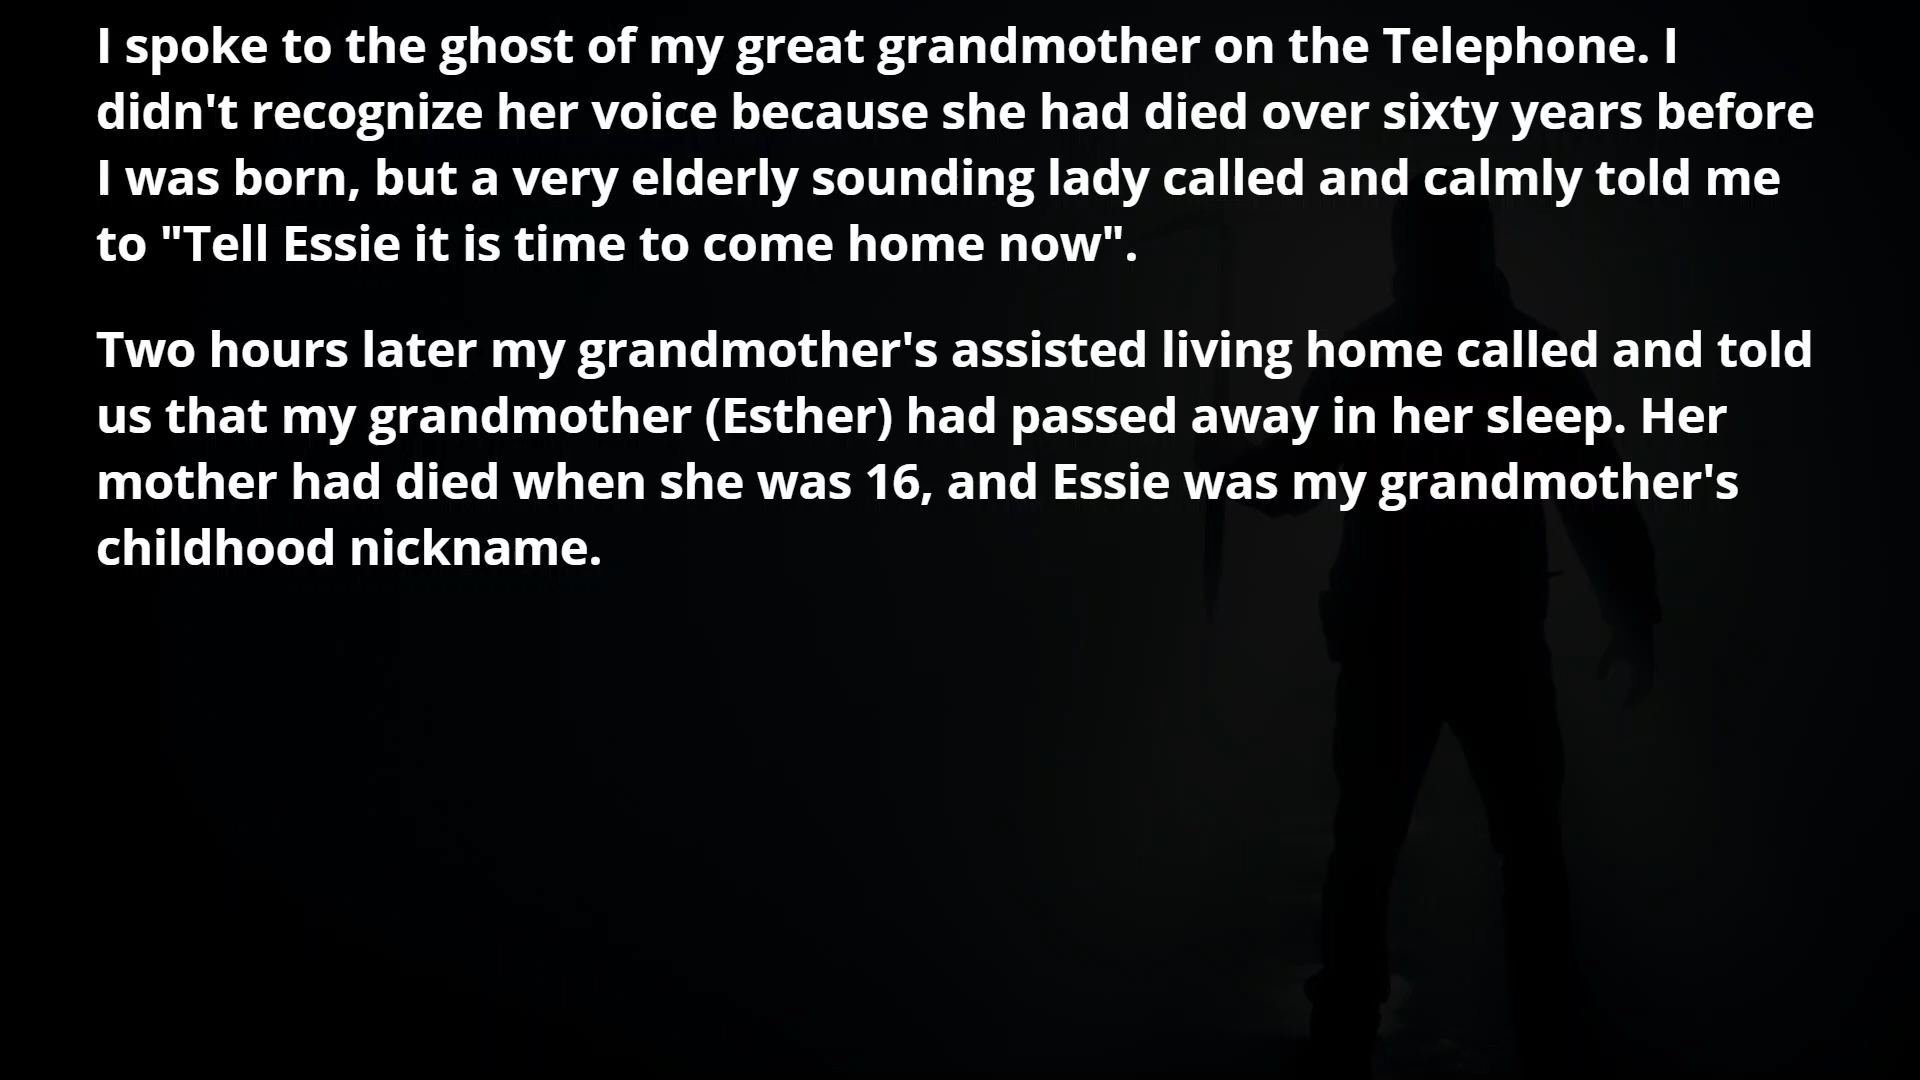 I spoke to the ghost of my great grandmother on the Telephone. I
didn't recognize her voice because she had died over sixty years before
I was born, but a very elderly sounding lady called and calmly told me
to "Tell Essie it is time to come home now".
Two hours later my grandmother's assisted living home called and told
us that my grandmother (Esther) had passed away in her sleep. Her
mother had died when she was 16, and Essie was my grandmother's
childhood nickname.